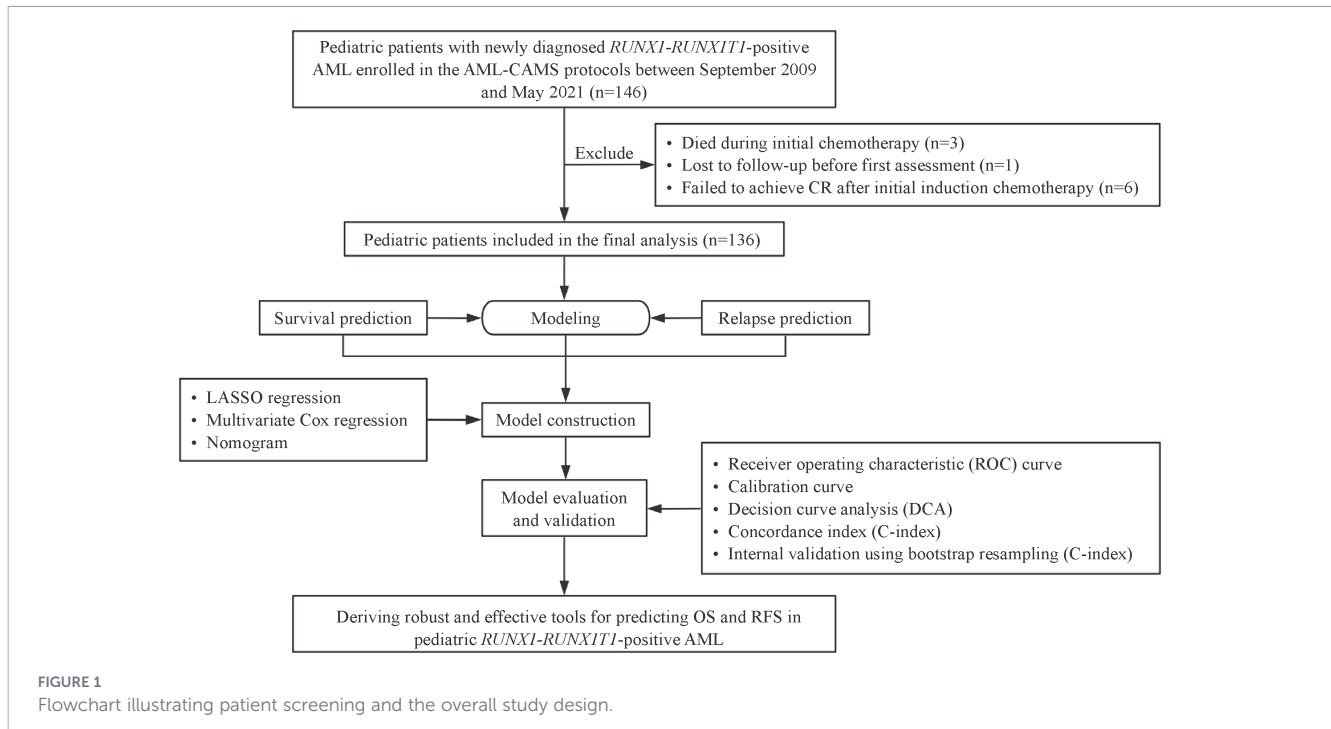 Pediatric patients with newly diagnosed RUNX1-RUNX1T1-positive
AML enrolled in the AML-CAMS protocols between September 2009
and May 2021 (n=146)
Exclude
• Died during initial chemotherapy (n=3)
• Lost to follow-up before first assessment (n=1)
• Failed to achieve CR after initial induction chemotherapy (n=6)
Pediatric patients included in the final analysis (n=136)
Survival prediction
Modeling
Relapse prediction
• LASSO regression
• Multivariate Cox regression
• Nomogram
Model construction
Model evaluation
and validation
• Receiver operating characteristic (ROC) curve
• Calibration curve
• Decision curve analysis (DCA)
• Concordance index (C-index)
• Internal validation using bootstrap resampling (C-index)
Deriving robust and effective tools for predicting OS and RFS in
pediatric RUNX1-RUNX1T1-positive AML
FIGURE 1
Flowchart illustrating patient screening and the overall study design.